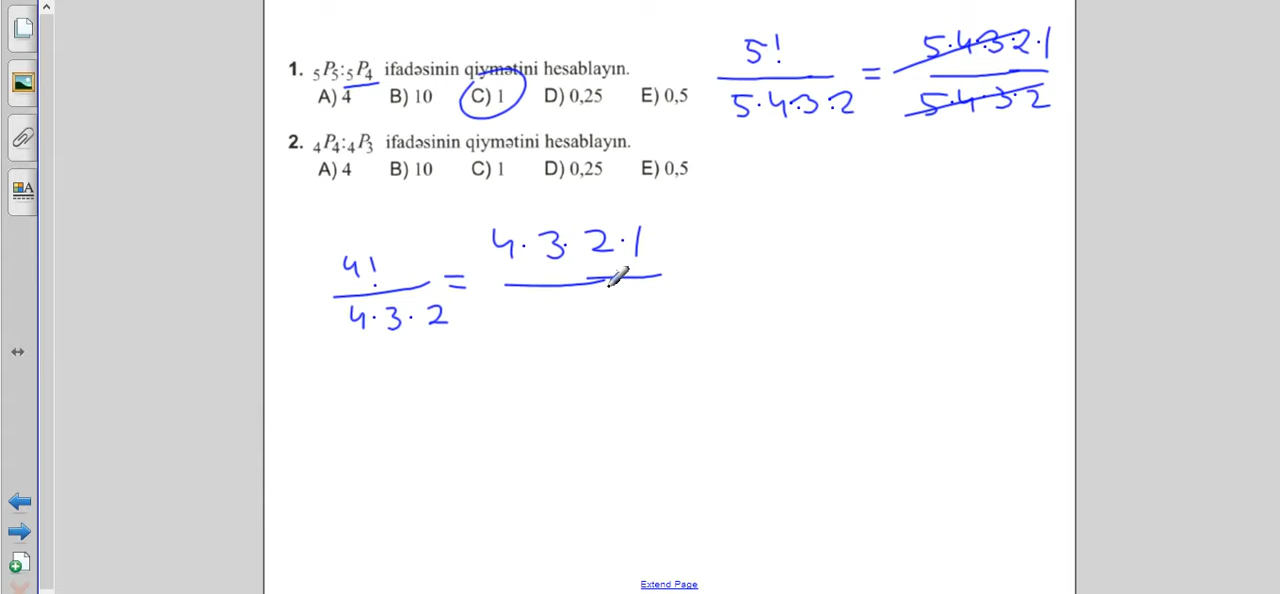 1. ₅P₅:₅P₄ ifadəsinin qiymətini hesablayın.
A) 4 B) 10 C) 1 D) 0,25 E) 0,5
2. ₄P₄:₄P₃ ifadəsinin qiymətini hesablayın.
A) 4 B) 10 C) 1 D) 0,25 E) 0,5
5! / 5·4·3·2 = 5·4·3·2·1 / 5·4·3·2
4! / 4·3·2 = 4·3·2·1
Extend Page